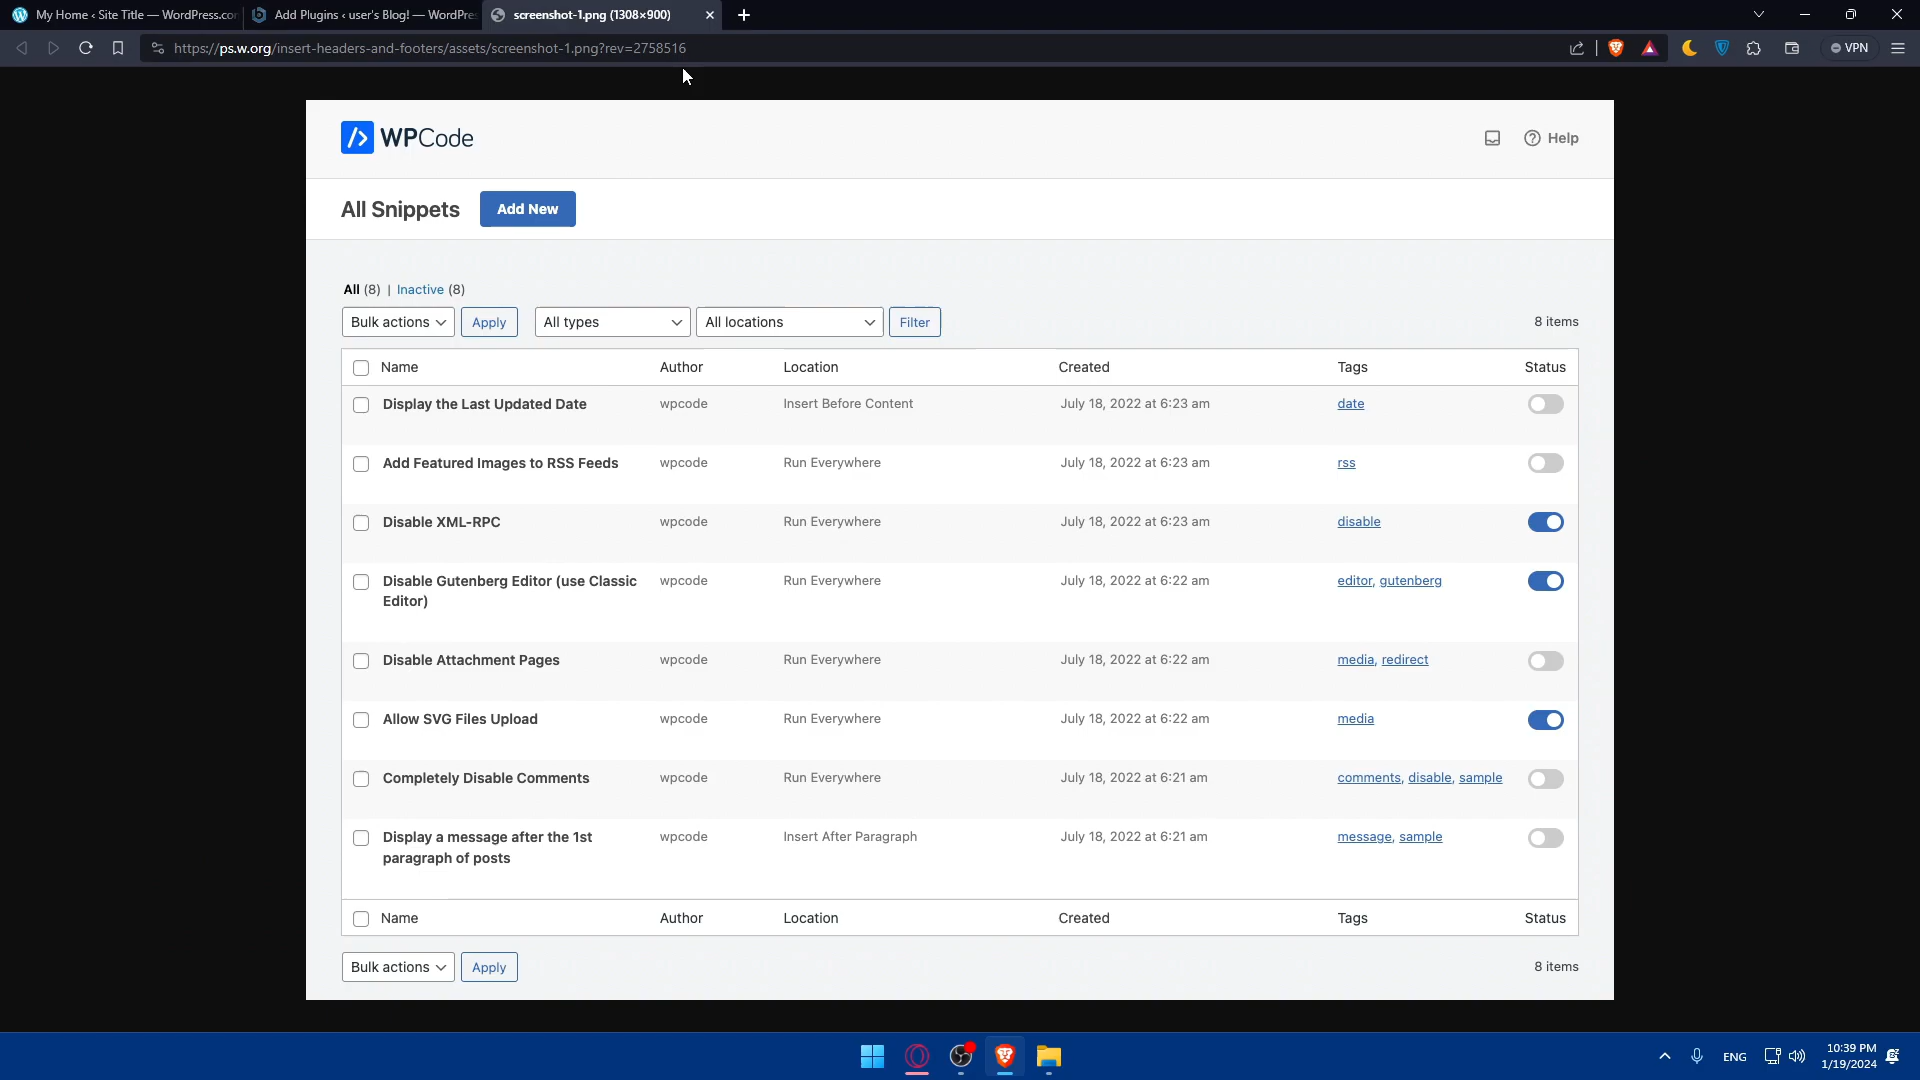 My Home ‹ Site Title — WordPress.con
Add Plugins ‹ user's Blog! — WordPre
screenshot-1.png (1308×900)
https://ps.w.org/insert-headers-and-footers/assets/screenshot-1.png?rev=2758516
VPN
WPCode
Help
All Snippets
Add New
All (8) | Inactive (8)
Bulk actions
Apply
All types
All locations
Filter
8 items
Name Author Location Created Tags Status
Display the Last Updated Date wpcode Insert Before Content July 18, 2022 at 6:23 am date
Add Featured Images to RSS Feeds wpcode Run Everywhere July 18, 2022 at 6:23 am rss
Disable XML-RPC wpcode Run Everywhere July 18, 2022 at 6:23 am disable
Disable Gutenberg Editor (use Classic wpcode Run Everywhere July 18, 2022 at 6:22 am editor, gutenberg
Editor)
Disable Attachment Pages wpcode Run Everywhere July 18, 2022 at 6:22 am media, redirect
Allow SVG Files Upload wpcode Run Everywhere July 18, 2022 at 6:22 am media
Completely Disable Comments wpcode Run Everywhere July 18, 2022 at 6:21 am comments, disable, sample
Display a message after the 1st wpcode Insert After Paragraph July 18, 2022 at 6:21 am message, sample
paragraph of posts
Name Author Location Created Tags Status
Bulk actions
Apply
8 items
ENG
10:39 PM
1/19/2024